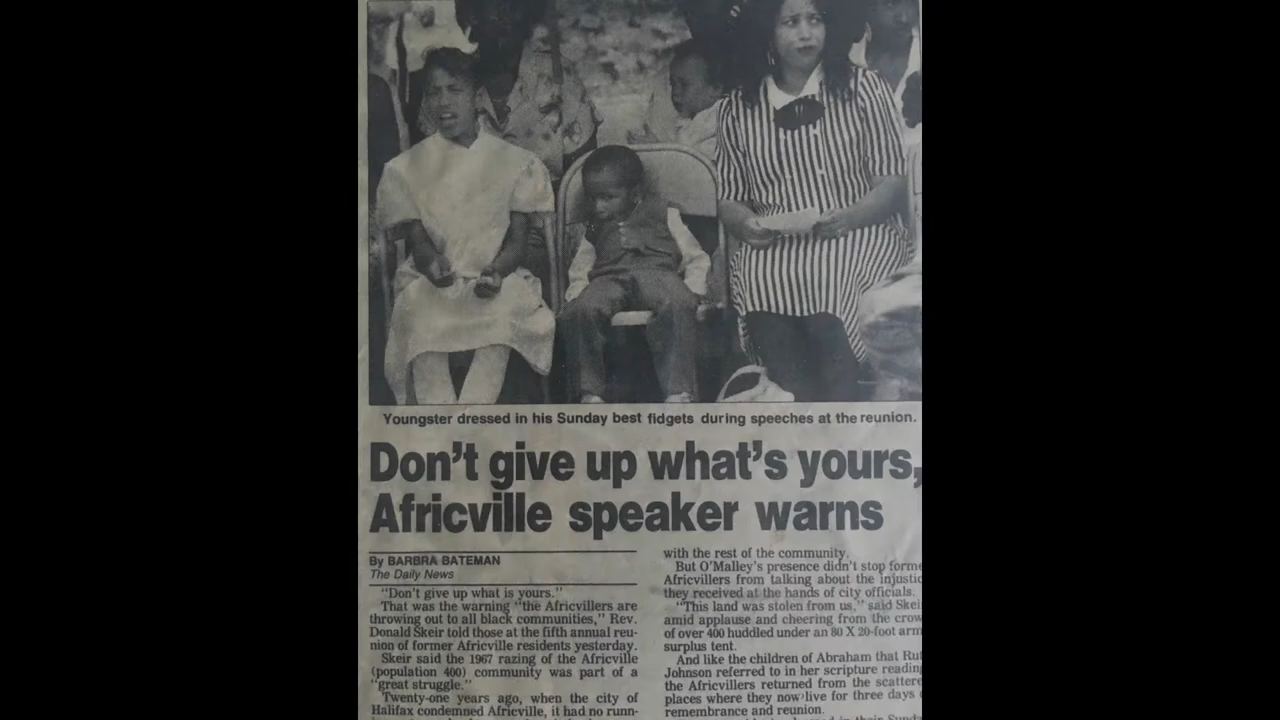 Youngster dressed in his Sunday best fidgets during speeches at the reunion.
Don't give up what's yours,
Africville speaker warns
By BARBRA BATEMAN
The Daily News
"Don't give up what is yours."
That was the warning "the Africvillers are
throwing out to all black communities," Rev.
Donald Skeir told those at the fifth annual reu-
nion of former Africville residents yesterday.
Skeir said the 1967 razing of the Africville
(population 400) community was part of a
"great struggle."
Twenty-one years ago, when the city of
Halifax condemned Africville, it had no runn-
with the rest of the community.
But O'Malley's presence didn't stop forme
Africvillers from talking about the injustic
they received at the hands of city officials.
"This land was stolen from us," said Skei
amid applause and cheering from the crow
of over 400 huddled under an 80 X 20-foot arm
surplus tent.
And like the children of Abraham that Rut
Johnson referred to in her scripture reading
the Africvillers returned from the scattere
places where they now live for three days
remembrance and reunion.